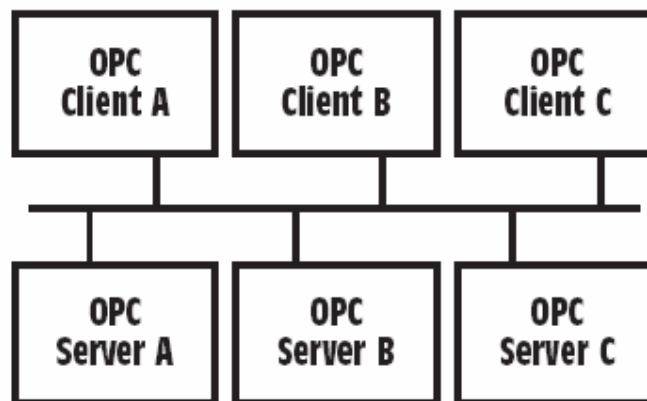 OPC
Client A
OPC
Client B
OPC
Client C
OPC
Server A
OPC
Server B
OPC
Server C